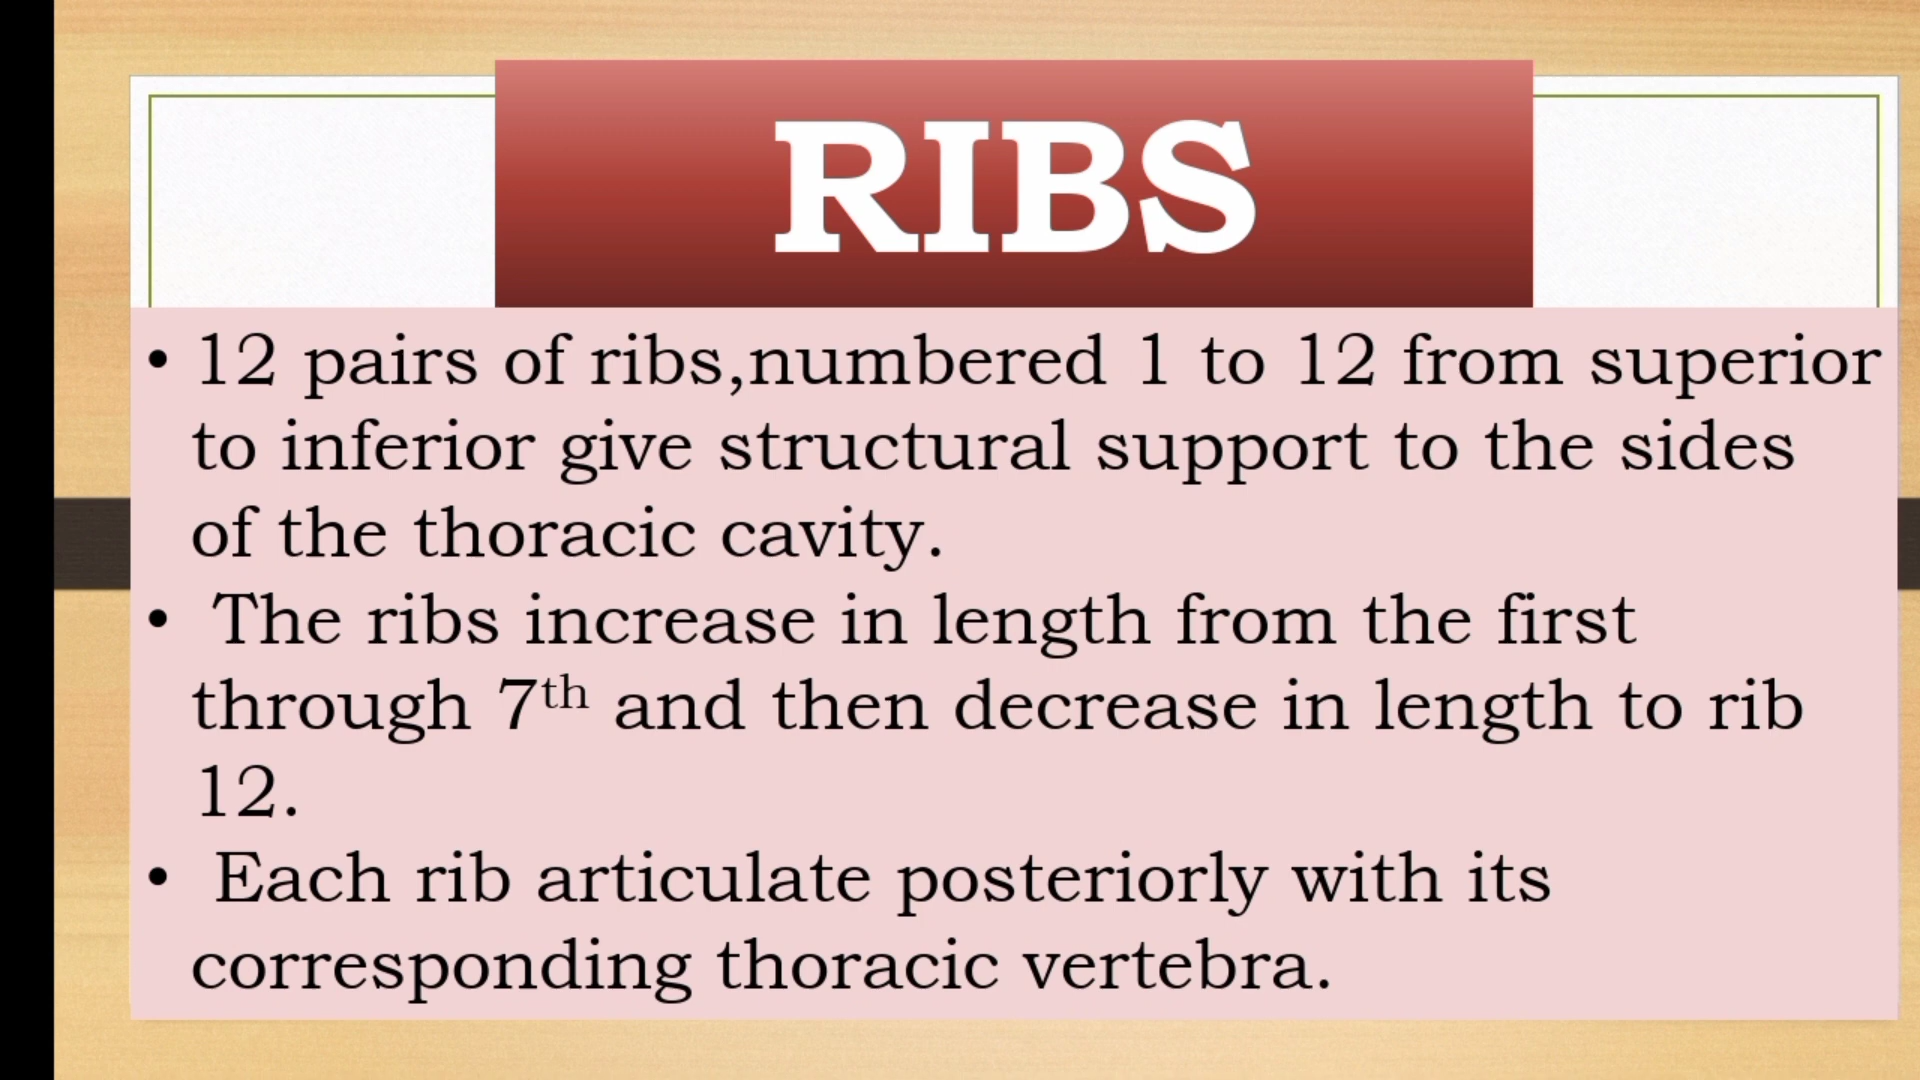 RIBS
• 12 pairs of ribs,numbered 1 to 12 from superior
to inferior give structural support to the sides
of the thoracic cavity.
• The ribs increase in length from the first
through 7th and then decrease in length to rib
12.
• Each rib articulate posteriorly with its
corresponding thoracic vertebra.